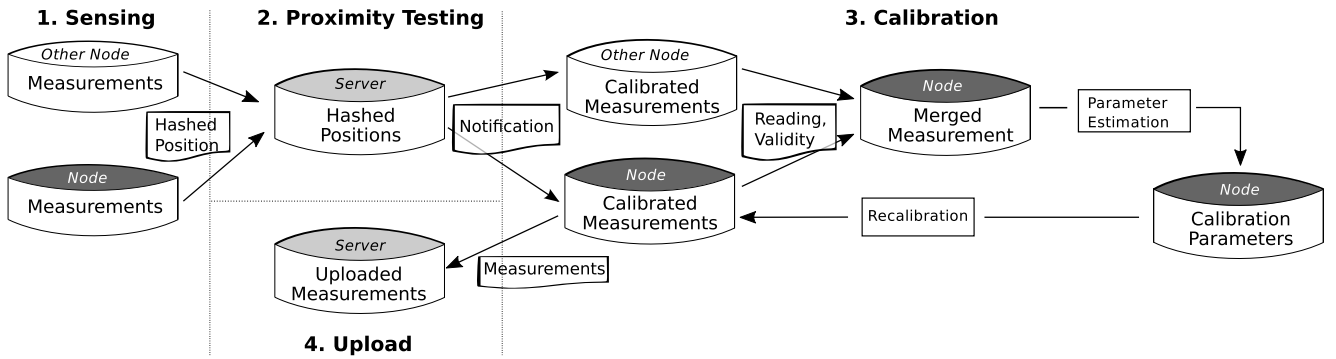 1. Sensing
2. Proximity Testing
3. Calibration
Other Node
Measurements
Hashed
Position
Node
Measurements
Server
Hashed
Positions
Notification
Other Node
Calibrated
Measurements
Node
Calibrated
Measurements
Reading,
Validity
Node
Merged
Measurement
Parameter
Estimation
Node
Calibration
Parameters
Recalibration
Server
Uploaded
Measurements
Measurements
4. Upload